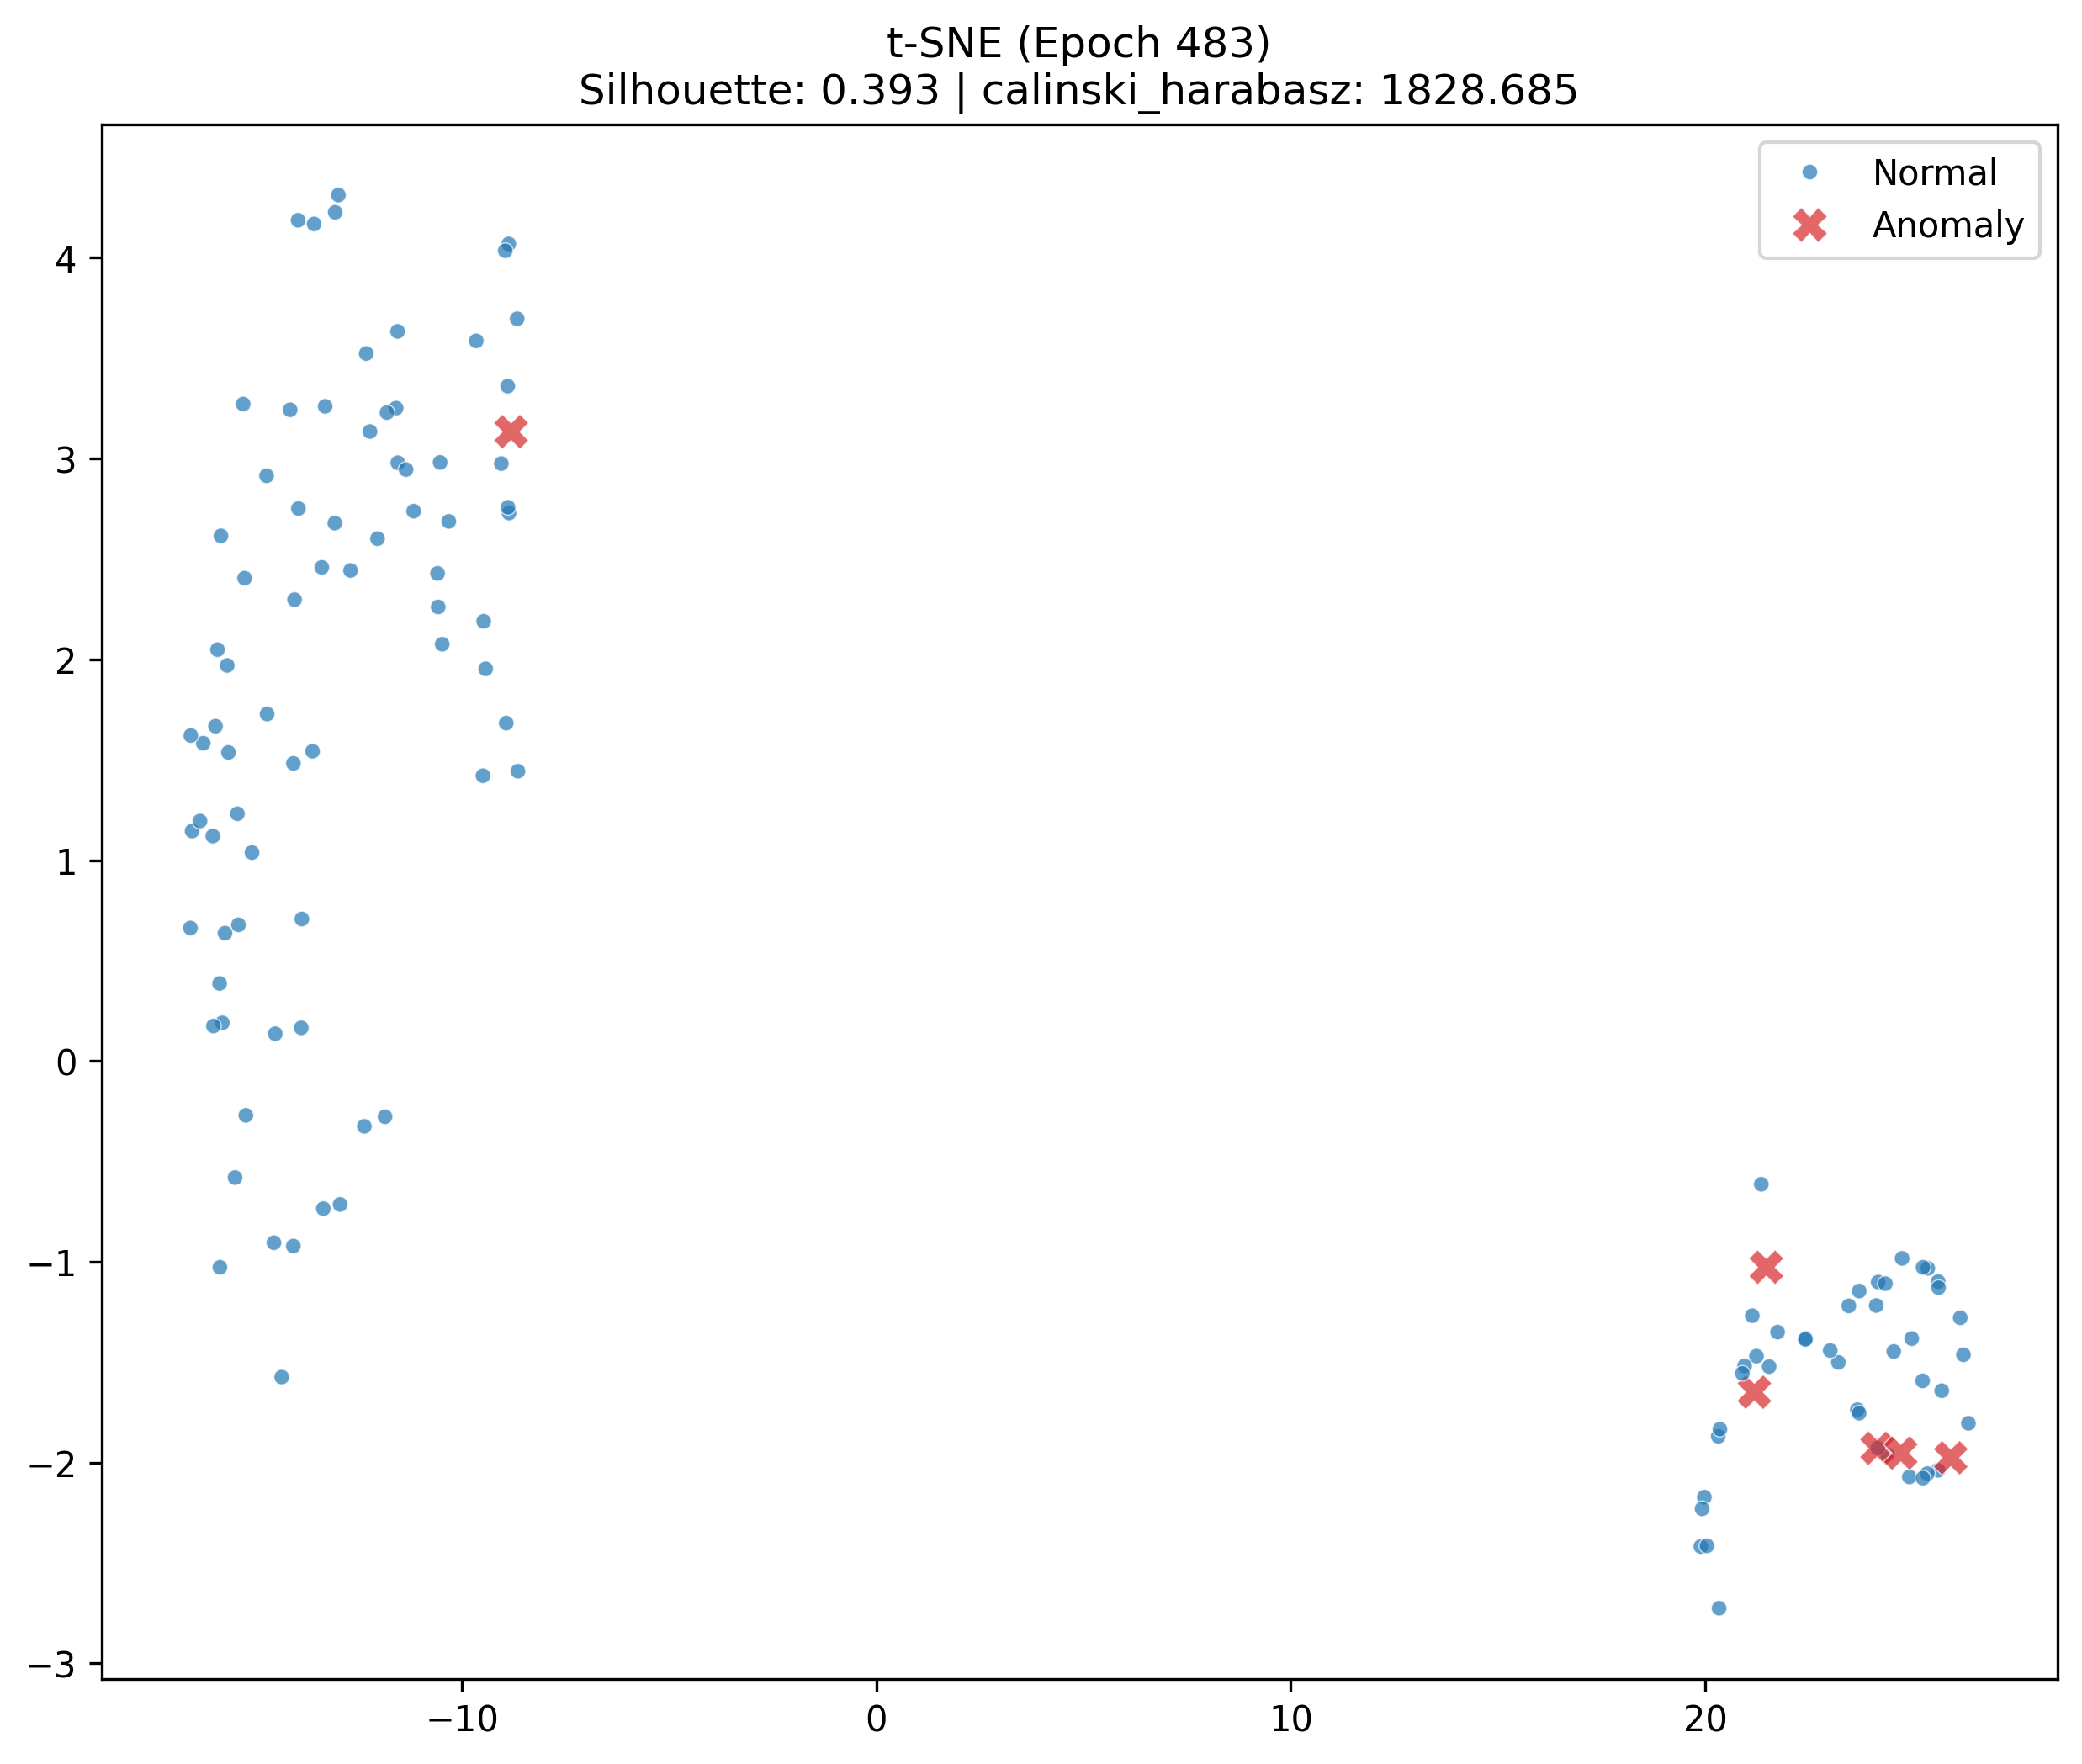 t-SNE (Epoch 483)
Silhouette: 0.393 | calinski_harabasz: 1828.685
Normal
Anomaly
4
3
2
1
0
−1
−2
−3
−10 0 10 20